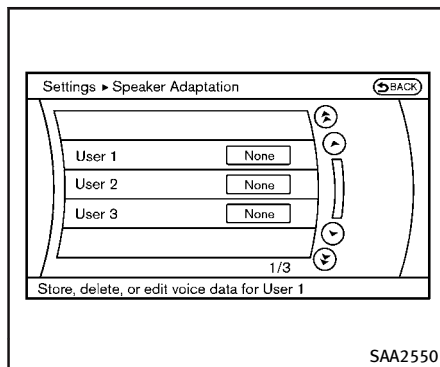 Settings ▸ Speaker Adaptation BACK
User 1 None
User 2 None
User 3 None
1/3
Store, delete, or edit voice data for User 1
SAA2550